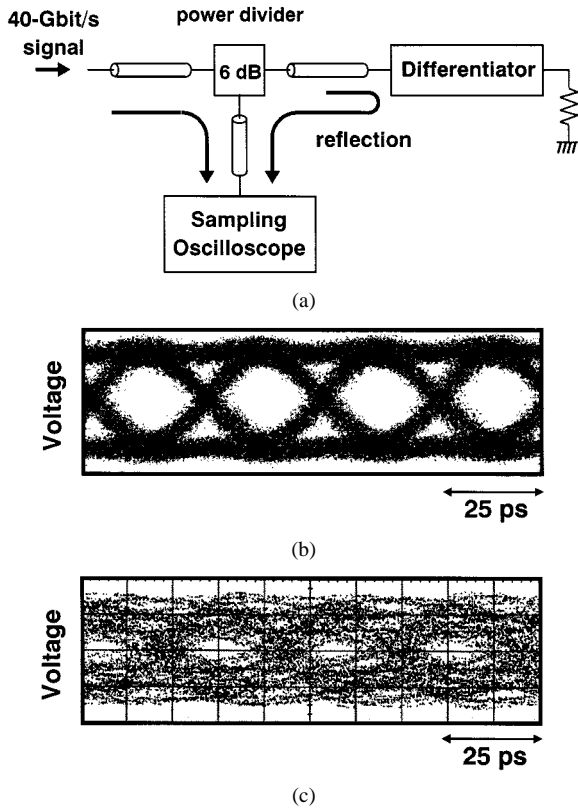 40-Gbit/s
signal
power divider
6 dB
Differentiator
reflection
Sampling
Oscilloscope
(a)
Voltage
25 ps
(b)
Voltage
25 ps
(c)